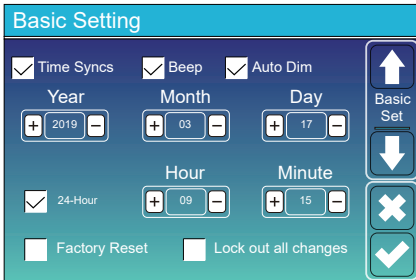 Basic Setting
Time Syncs Beep Auto Dim
Year Month Day
+ 2019 − + 03 − + 17 −
Basic
Set
Hour Minute
24-Hour + 09 − + 15 −
Factory Reset Lock out all changes